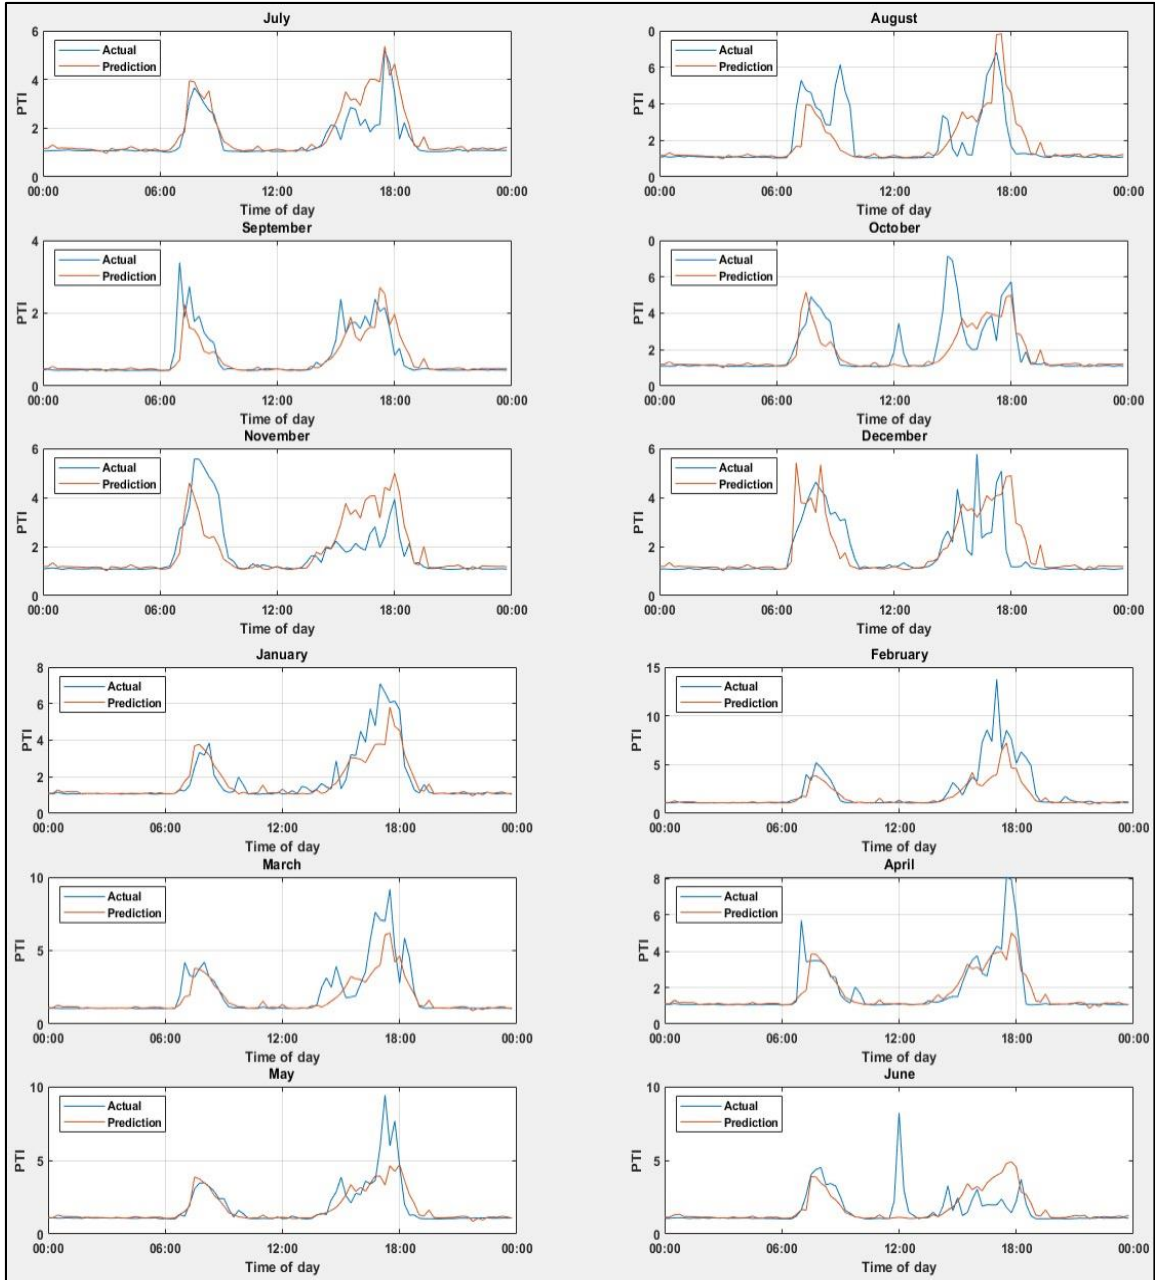 July
6
4
2
0
PTI
Actual
Prediction
00:00 06:00 12:00 18:00 00:00
Time of day
August
0
6
4
2
0
PTI
Actual
Prediction
00:00 06:00 12:00 18:00 00:00
Time of day
September
4
2
0
PTI
Actual
Prediction
00:00 06:00 12:00 18:00 00:00
Time of day
October
0
6
4
2
0
PTI
Actual
Prediction
00:00 06:00 12:00 18:00 00:00
Time of day
November
6
4
2
0
PTI
Actual
Prediction
00:00 06:00 12:00 18:00 00:00
Time of day
December
6
4
2
0
PTI
Actual
Prediction
00:00 06:00 12:00 18:00 00:00
Time of day
January
8
6
4
2
0
PTI
Actual
Prediction
00:00 06:00 12:00 18:00 00:00
Time of day
February
15
10
5
0
PTI
Actual
Prediction
00:00 06:00 12:00 18:00 00:00
Time of day
March
10
5
0
PTI
Actual
Prediction
00:00 06:00 12:00 18:00 00:00
Time of day
April
8
6
4
2
0
PTI
Actual
Prediction
00:00 06:00 12:00 18:00 00:00
Time of day
May
10
5
0
PTI
Actual
Prediction
00:00 06:00 12:00 18:00 00:00
Time of day
June
10
5
0
PTI
Actual
Prediction
00:00 06:00 12:00 18:00 00:00
Time of day